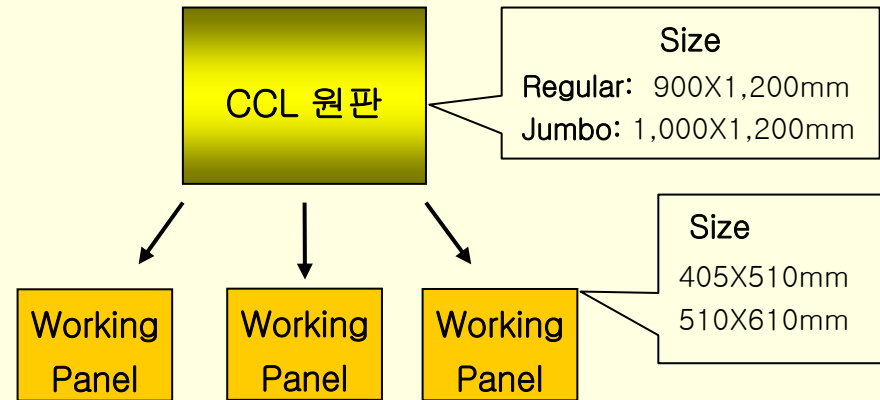 CCL 원판
Size
Regular: 900X1,200mm
Jumbo: 1,000X1,200mm
Size
405X510mm
510X610mm
Working
Panel
Working
Panel
Working
Panel